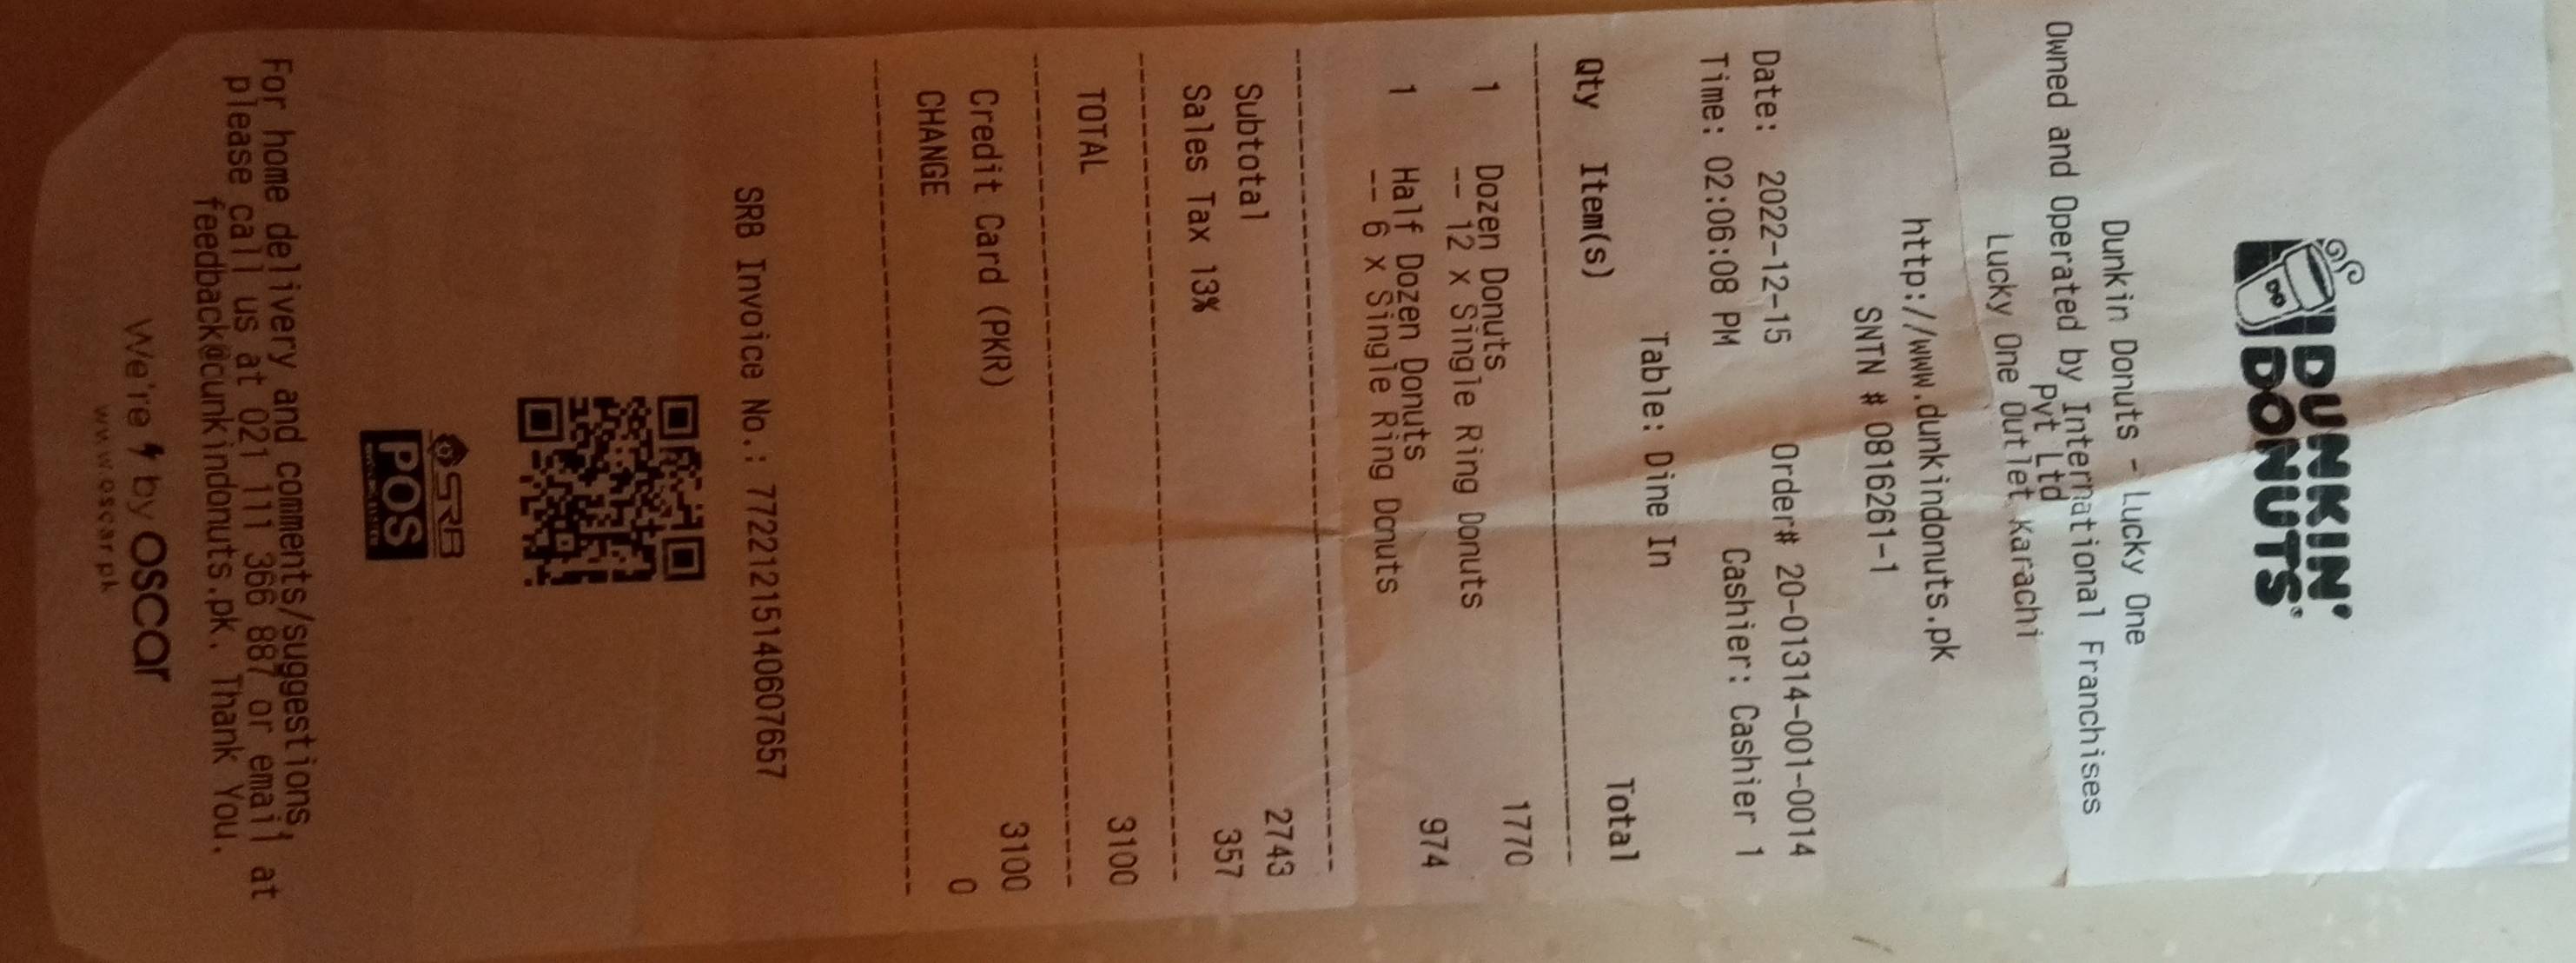 DUNKIN'
DONUTS
Dunkin Donuts - Lucky One
Owned and Operated by International Franchises
Pvt Ltd
Lucky One Outlet Karachi
http://www.dunkindonuts.pk
SNTN # 0816261-1
Date: 2022-12-15 Order# 20-01314-001-0014
Time: 02:06:08 PM Cashier: Cashier 1
Table: Dine In
Qty Item(s) Total
1 Dozen Donuts 1770
-- 12 x Single Ring Donuts
1 Half Dozen Donuts 974
-- 6 x Single Ring Donuts
Subtotal 2743
Sales Tax 13% 357
TOTAL 3100
Credit Card (PKR) 3100
CHANGE 0
SRB Invoice No.: 77221215140607657
SRB
POS
For home delivery and comments/suggestions,
please call us at 021 111 366 887 or email at
feedback@cunkindonuts.pk. Thank You.
We're by oscar
www.oscar.pk